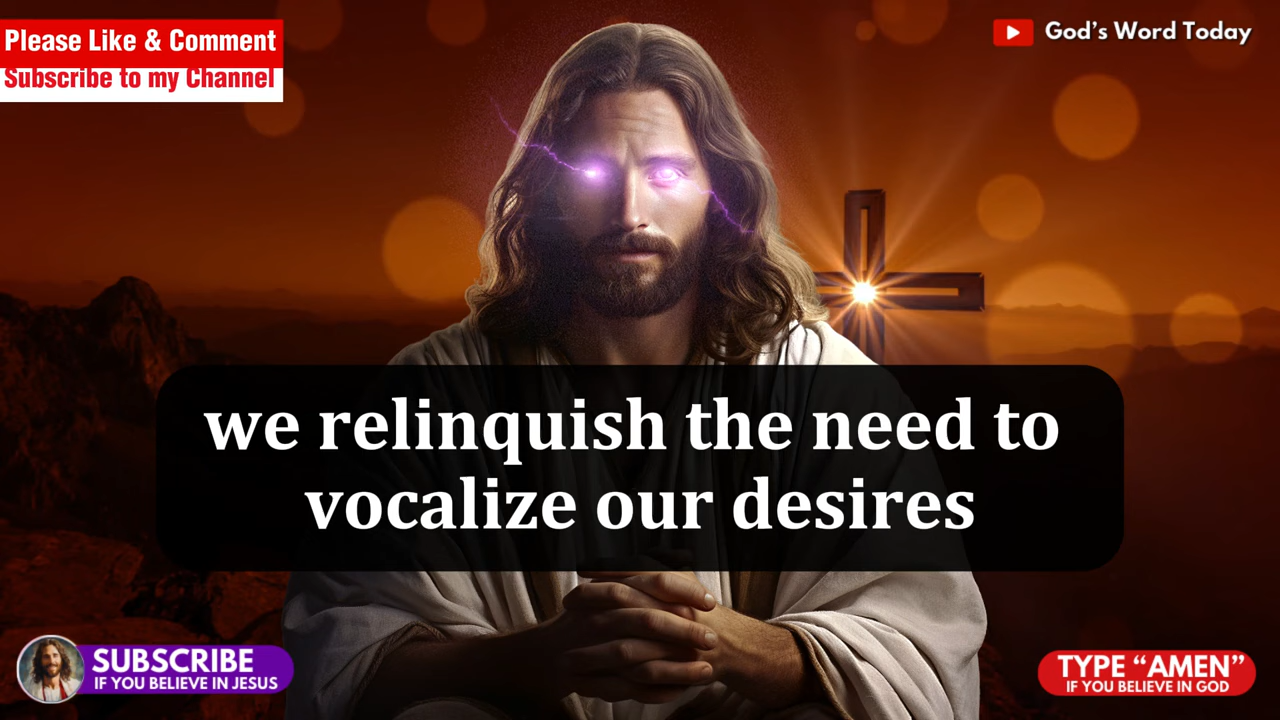 Please Like & Comment
Subscribe to my Channel
God's Word Today
we relinquish the need to
vocalize our desires
SUBSCRIBE
IF YOU BELIEVE IN JESUS
TYPE “AMEN”
IF YOU BELIEVE IN GOD